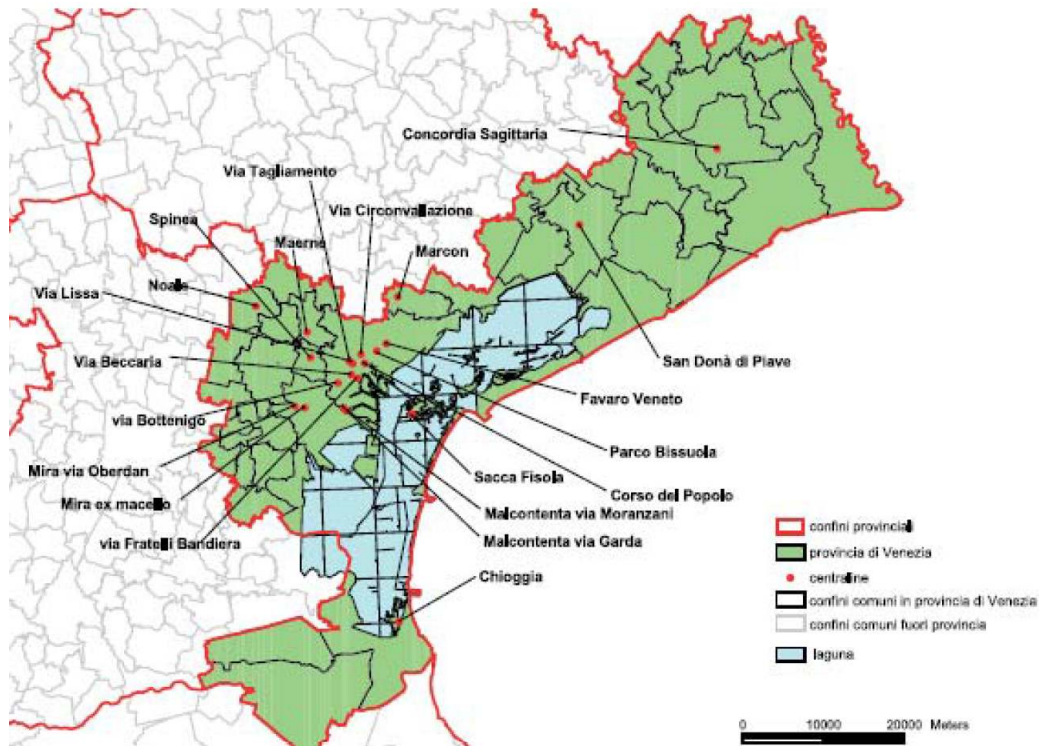 Concordia Sagittaria
Via Tagliamento
Via Circonvallazione
Spinea
Maerne
Marcon
Noale
Via Lissa
Via Beccaria
San Donà di Piave
Favaro Veneto
via Bottenigo
Parco Bissuola
Mira via Oberdan
Sacca Fisola
Corso del Popolo
Mira ex macello
Malcontenta via Moranzani
via Fratelli Bandiera
Malcontenta via Garda
Chioggia
confini provinciali
provincia di Venezia
centraline
confini comuni in provincia di Venezia
confini comuni fuori provincia
laguna
0 10000 20000 Meters